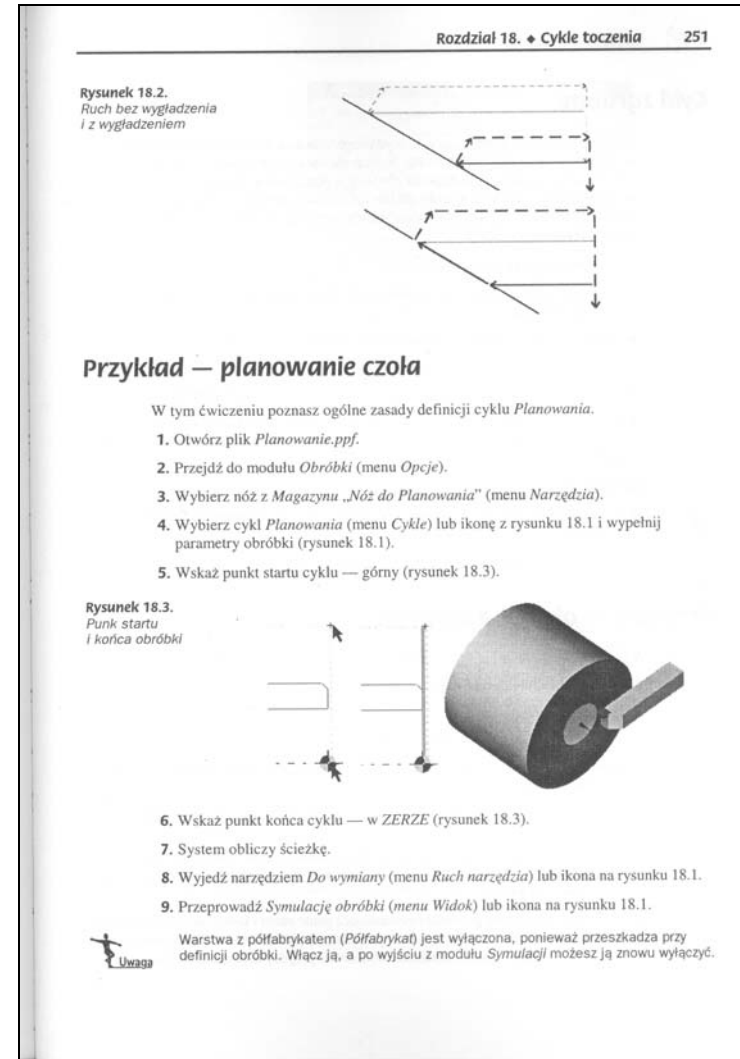 Rozdział 18. ♦ Cykle toczenia 251
Rysunek 18.2.
Ruch bez wygładzenia
i z wygładzeniem
Przykład — planowanie czoła
W tym ćwiczeniu poznasz ogólne zasady definicji cyklu Planowania.
1. Otwórz plik Planowanie.ppf.
2. Przejdź do modułu Obróbki (menu Opcje).
3. Wybierz nóż z Magazynu „Nóż do Planowania” (menu Narzędzia).
4. Wybierz cykl Planowania (menu Cykle) lub ikonę z rysunku 18.1 i wypełnij
parametry obróbki (rysunek 18.1).
5. Wskaż punkt startu cyklu — górny (rysunek 18.3).
Rysunek 18.3.
Punk startu
i końca obróbki
6. Wskaż punkt końca cyklu — w ZERZE (rysunek 18.3).
7. System obliczy ścieżkę.
8. Wyjedź narzędziem Do wymiany (menu Ruch narzędzia) lub ikona na rysunku 18.1.
9. Przeprowadź Symulację obróbki (menu Widok) lub ikona na rysunku 18.1.
Uwaga
Warstwa z półfabrykatem (Półfabrykat) jest wyłączona, ponieważ przeszkadza przy
definicji obróbki. Włącz ją, a po wyjściu z modułu Symulacji możesz ją znowu wyłączyć.